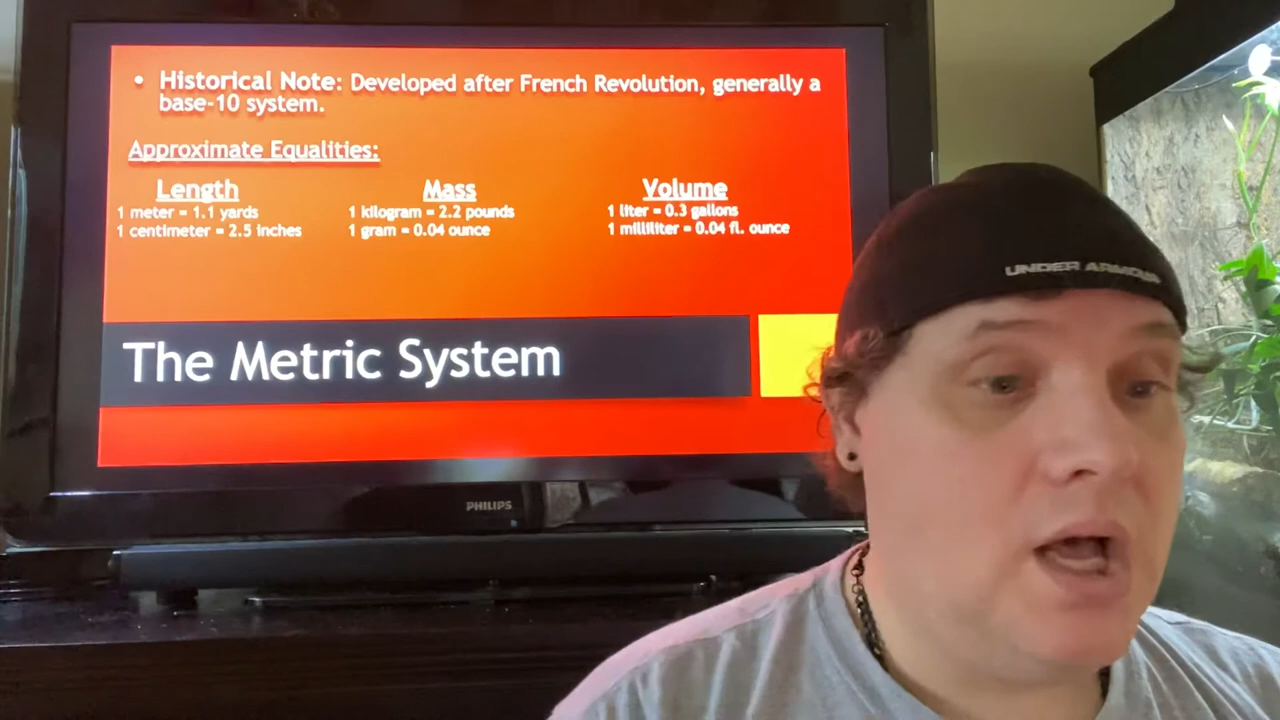 • Historical Note: Developed after French Revolution, generally a
base-10 system.
Approximate Equalities:
Length
1 meter = 1.1 yards
1 centimeter = 2.5 inches
Mass
1 kilogram = 2.2 pounds
1 gram = 0.04 ounce
Volume
1 liter = 0.3 gallons
1 milliliter = 0.04 fl. ounce
The Metric System
PHILIPS
UNDER ARMOUR